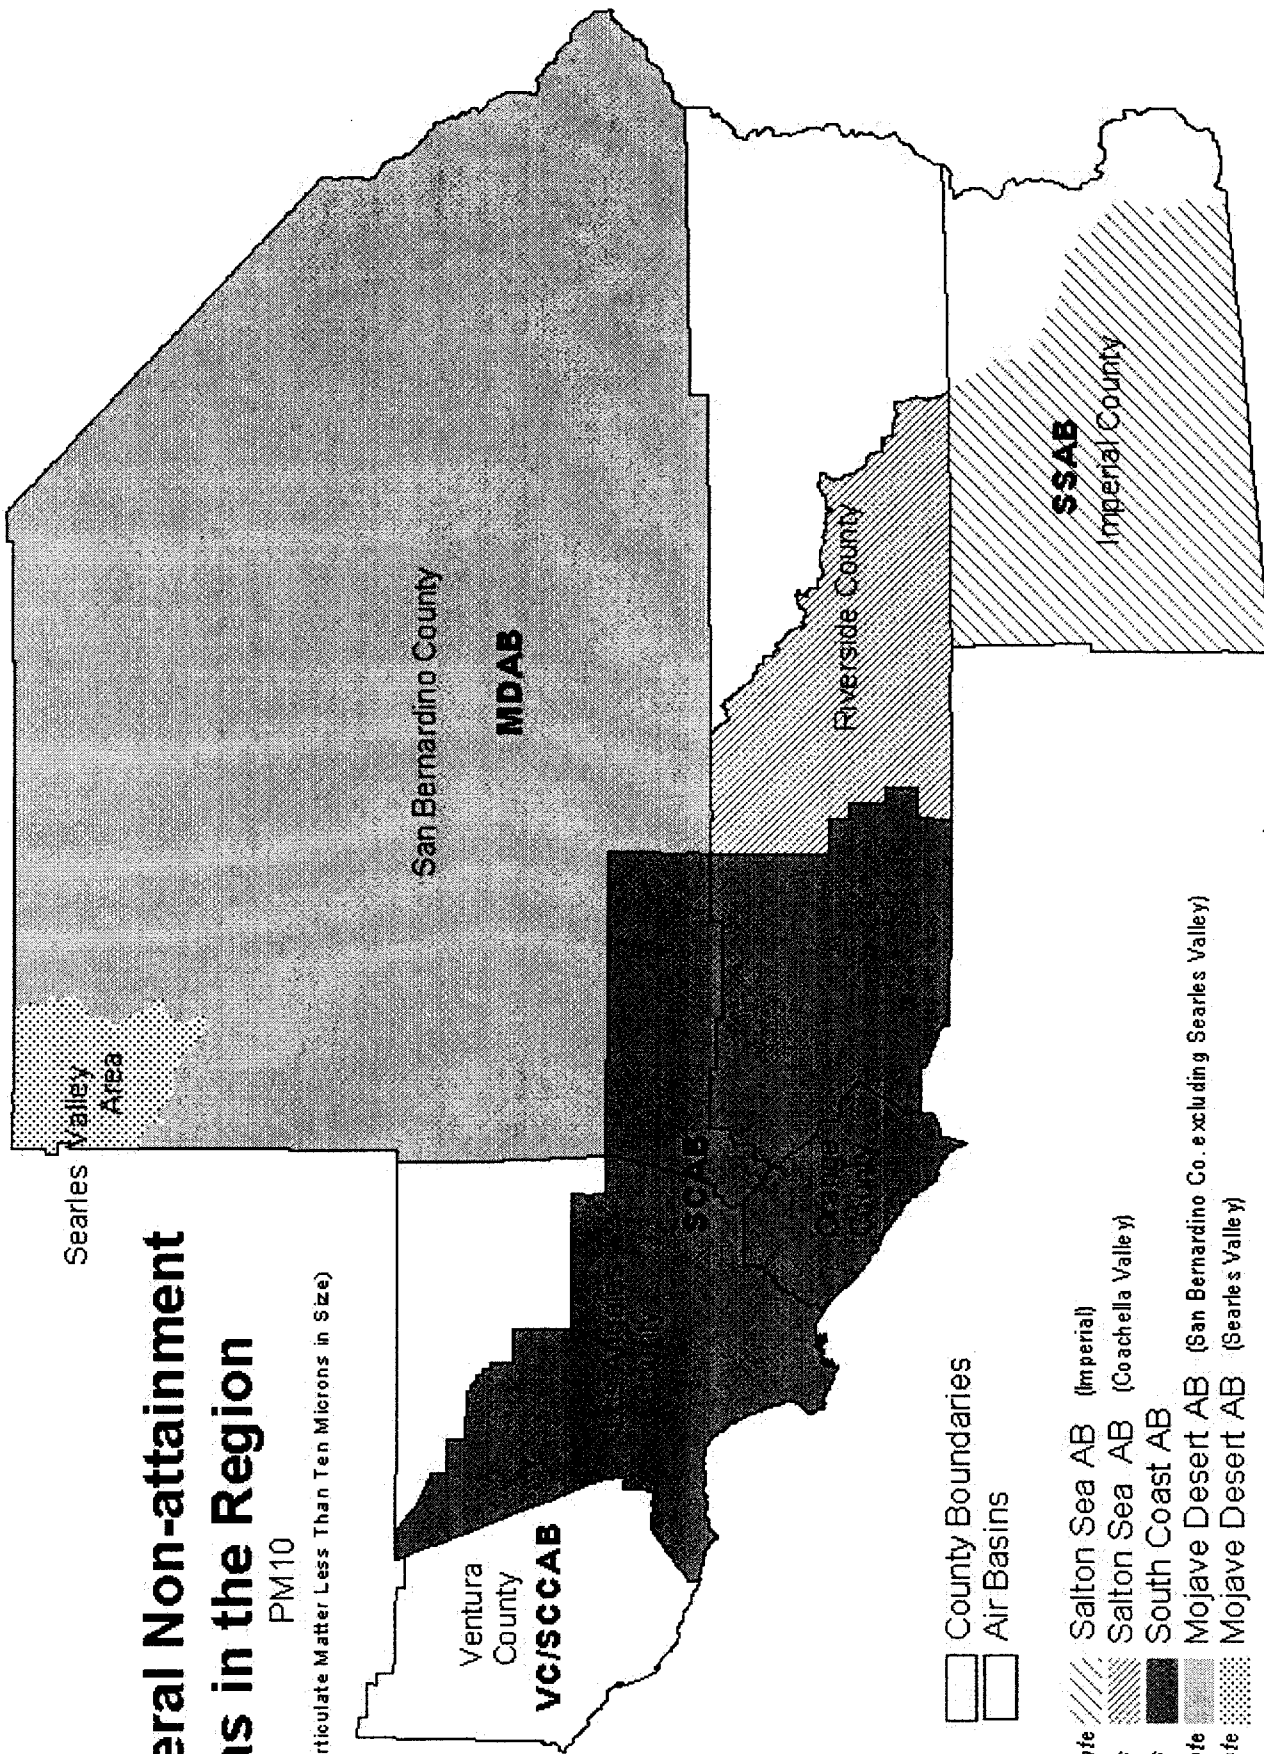 eral Non-attainment
as in the Region
PM10
rticulate Matter Less Than Ten Microns in Size)
Searles Valley
Area
San Bernardino County
MDAB
Ventura
County
VC/SCCAB
SCAB
Orange
County
Riverside County
SSAB
Imperial County
County Boundaries
Air Basins
Salton Sea AB (Imperial)
Salton Sea AB (Coachella Valley)
South Coast AB
Mojave Desert AB (San Bernardino Co. excluding Searles Valley)
Mojave Desert AB (Searles Valley)